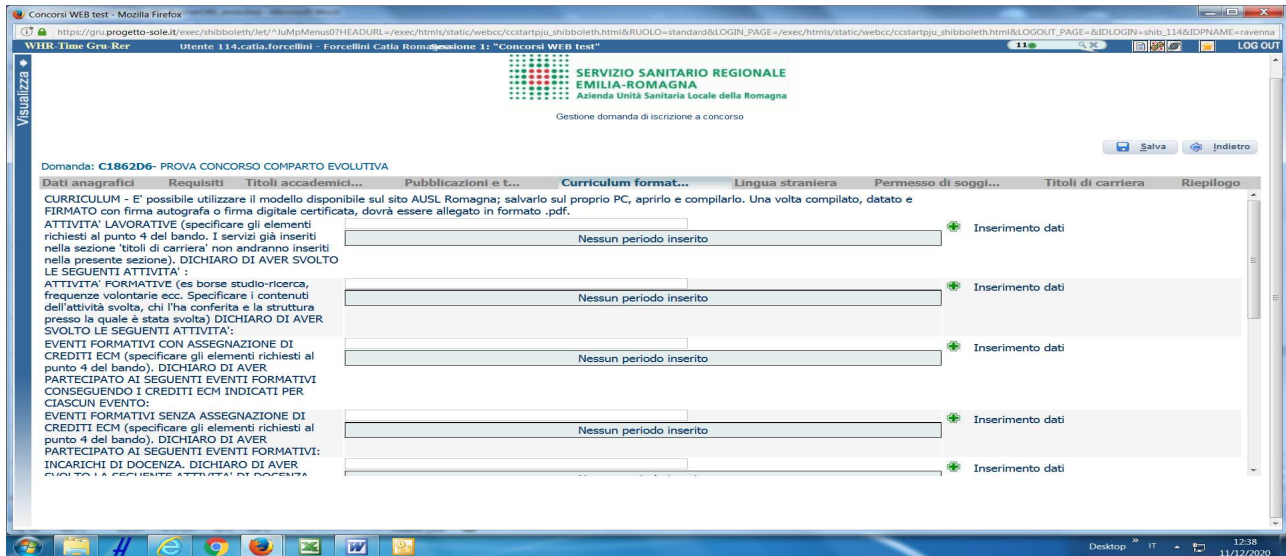 Concorsi WEB test - Mozilla Firefox
https://gru.progetto-sole.it/exec/shibboleth/Jet/^JuMpMenus0?HEADURL=/exec/htmls/static/webcc/ccstartpju_shibboleth.html&RUOLO=standard&LOGIN_PAGE=/exec/htmls/static/webcc/ccstartpju_shibboleth.html&LOGOUT_PAGE=&IDLOGIN=shib_114&IDPNAME=ravenna
WHR-Time Gru-Rer Utente 114.catia.forcellini - Forcellini Catia 1: "Concorsi WEB test" 11 LOG OUT
Visualizza
SERVIZIO SANITARIO REGIONALE
EMILIA-ROMAGNA
Azienda Unità Sanitaria Locale della Romagna
Gestione domanda di iscrizione a concorso
Salva Indietro
Domanda: C1862D6- PROVA CONCORSO COMPARTO EVOLUTIVA
Dati anagrafici Requisiti Titoli accademici... Pubblicazioni e t... Curriculum format... Lingua straniera Permesso di soggi... Titoli di carriera Riepilogo
CURRICULUM - E' possibile utilizzare il modello disponibile sul sito AUSL Romagna; salvarlo sul proprio PC, aprirlo e compilarlo. Una volta compilato, datato e
FIRMATO con firma autografa o firma digitale certificata, dovrà essere allegato in formato .pdf.
ATTIVITA' LAVORATIVE (specificare gli elementi
richiesti al punto 4 del bando. I servizi già inseriti
nella sezione 'titoli di carriera' non andranno inseriti
nella presente sezione). DICHIARO DI AVER SVOLTO
LE SEGUENTI ATTIVITA' :
Nessun periodo inserito
Inserimento dati
ATTIVITA' FORMATIVE (es borse studio-ricerca,
frequenze volontarie ecc. Specificare i contenuti
dell'attività svolta, chi l'ha conferita e la struttura
presso la quale è stata svolta) DICHIARO DI AVER
SVOLTO LE SEGUENTI ATTIVITA':
Nessun periodo inserito
Inserimento dati
EVENTI FORMATIVI CON ASSEGNAZIONE DI
CREDITI ECM (specificare gli elementi richiesti al
punto 4 del bando). DICHIARO DI AVER
PARTECIPATO AI SEGUENTI EVENTI FORMATIVI
CONSEGUENDO I CREDITI ECM INDICATI PER
CIASCUN EVENTO:
Nessun periodo inserito
Inserimento dati
EVENTI FORMATIVI SENZA ASSEGNAZIONE DI
CREDITI ECM (specificare gli elementi richiesti al
punto 4 del bando). DICHIARO DI AVER
PARTECIPATO AI SEGUENTI EVENTI FORMATIVI:
Nessun periodo inserito
Inserimento dati
INCARICHI DI DOCENZA. DICHIARO DI AVER
SVOLTO LA SEGUENTE ATTIVITA' DI DOCENZA
Inserimento dati
Desktop IT 12:38
11/12/2020